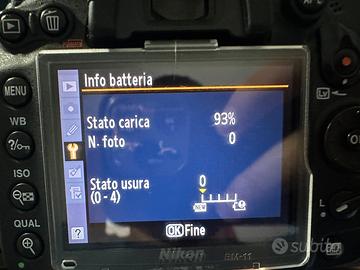 Info batteria
MENU
Stato carica 93%
N. foto 0
WB
ISO
Stato usura 0
(0-4)
NEW
QUAL
OK Fine
L
Nikon BM-11
Subito